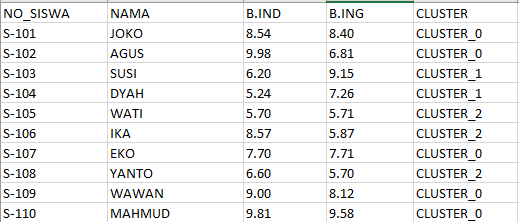 NO_SISWA NAMA B.IND B.ING CLUSTER
S-101 JOKO 8.54 8.40 CLUSTER_0
S-102 AGUS 9.98 6.81 CLUSTER_0
S-103 SUSI 6.20 9.15 CLUSTER_1
S-104 DYAH 5.24 7.26 CLUSTER_1
S-105 WATI 5.70 5.71 CLUSTER_2
S-106 IKA 8.57 5.87 CLUSTER_2
S-107 EKO 7.70 7.71 CLUSTER_0
S-108 YANTO 6.60 5.70 CLUSTER_2
S-109 WAWAN 9.00 8.12 CLUSTER_0
S-110 MAHMUD 9.81 9.58 CLUSTER_0